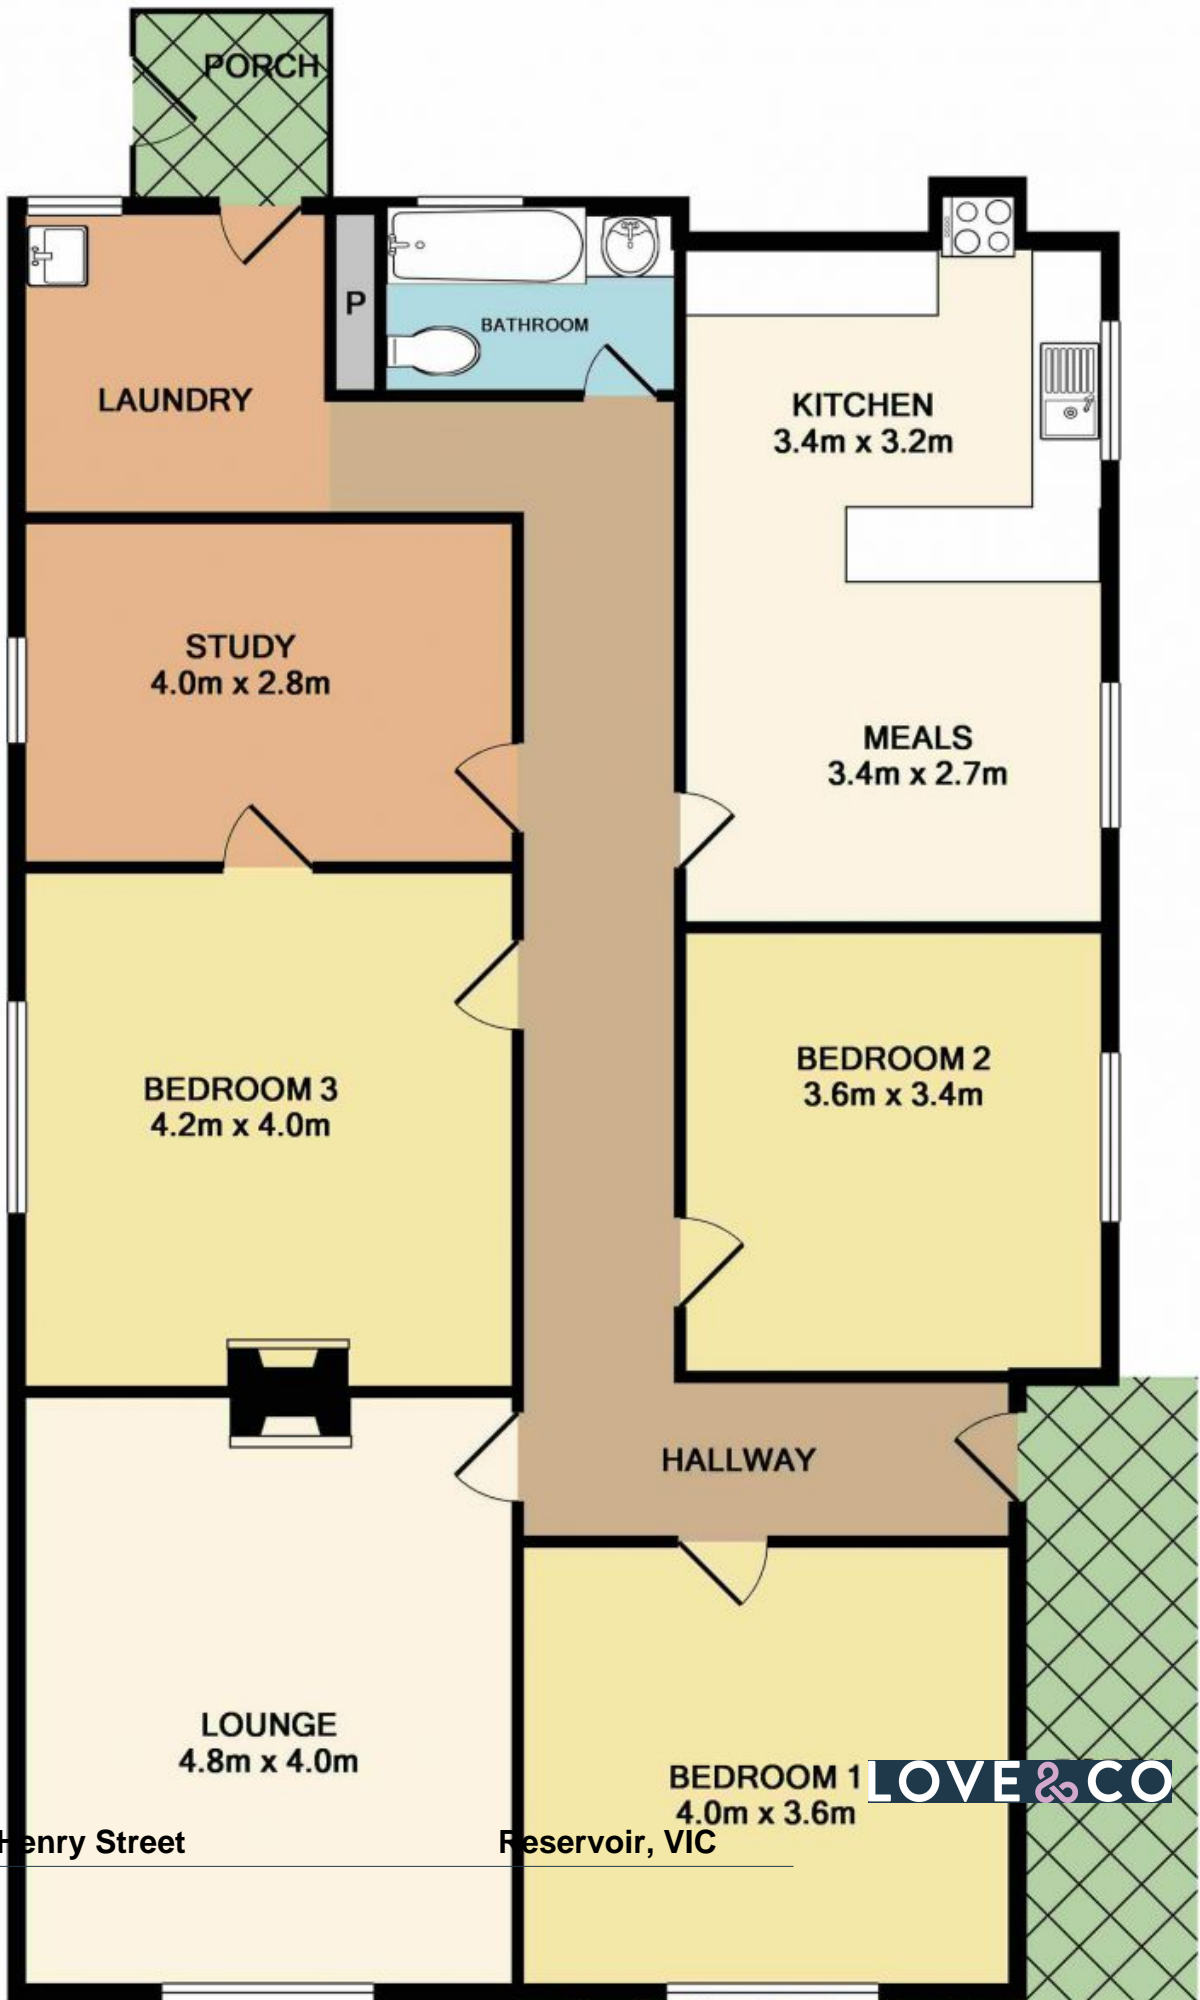 PORCH
P
BATHROOM
LAUNDRY
KITCHEN
3.4m x 3.2m
STUDY
4.0m x 2.8m
MEALS
3.4m x 2.7m
BEDROOM 3
4.2m x 4.0m
BEDROOM 2
3.6m x 3.4m
HALLWAY
LOUNGE
4.8m x 4.0m
BEDROOM 1
4.0m x 3.6m
LOVE & CO
Henry Street
Reservoir, VIC